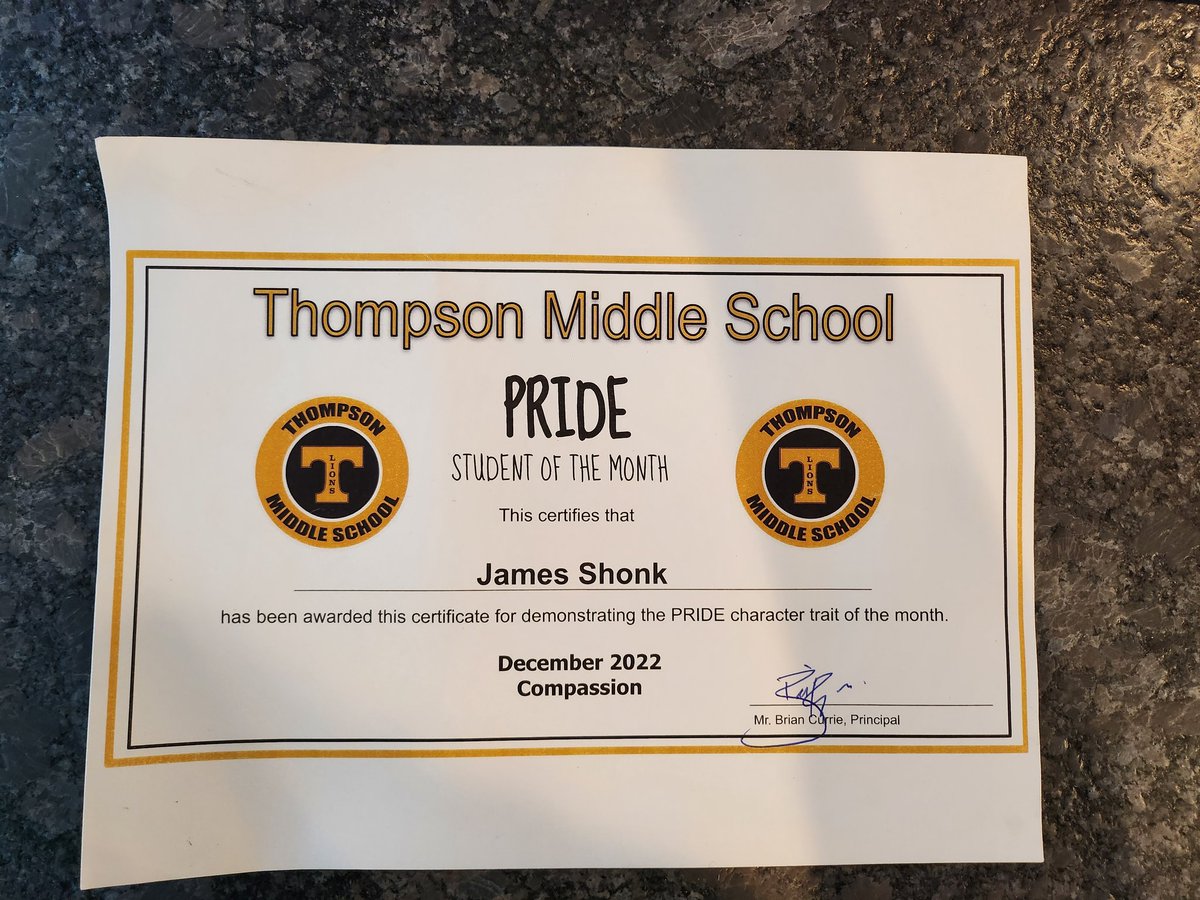 Thompson Middle School
PRIDE
STUDENT OF THE MONTH
THOMPSON
LIONS
MIDDLE SCHOOL
THOMPSON
LIONS
MIDDLE SCHOOL
This certifies that
James Shonk
has been awarded this certificate for demonstrating the PRIDE character trait of the month.
December 2022
Compassion
Mr. Brian Currie, Principal